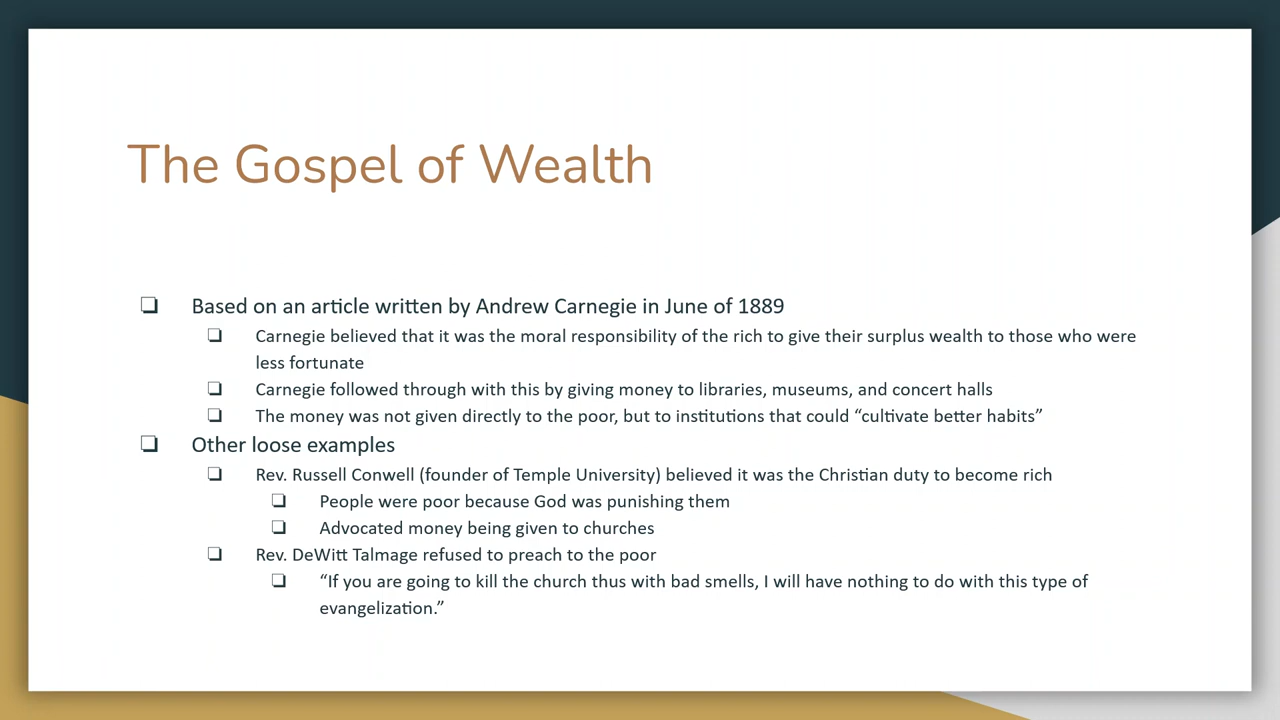 The Gospel of Wealth
❏ Based on an article written by Andrew Carnegie in June of 1889
❏ Carnegie believed that it was the moral responsibility of the rich to give their surplus wealth to those who were
less fortunate
❏ Carnegie followed through with this by giving money to libraries, museums, and concert halls
❏ The money was not given directly to the poor, but to institutions that could “cultivate better habits”
❏ Other loose examples
❏ Rev. Russell Conwell (founder of Temple University) believed it was the Christian duty to become rich
❏ People were poor because God was punishing them
❏ Advocated money being given to churches
❏ Rev. DeWitt Talmage refused to preach to the poor
❏ “If you are going to kill the church thus with bad smells, I will have nothing to do with this type of
evangelization.”